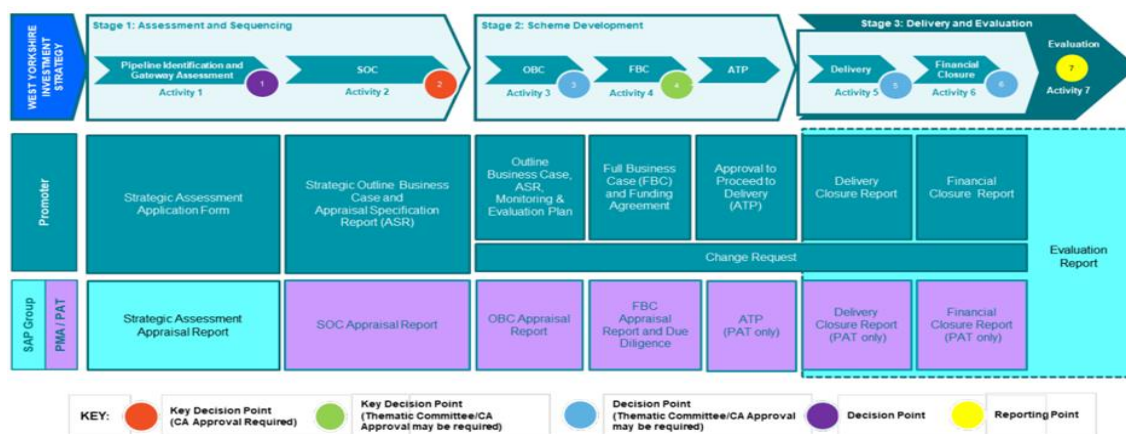 WEST YORKSHIRE
INVESTMENT
STRATEGY
Stage 1: Assessment and Sequencing
Pipeline Identification and
Gateway Assessment
1
Activity 1
SOC
2
Activity 2
Stage 2: Scheme Development
OBC
3
Activity 3
FBC
4
Activity 4
ATP
Stage 3: Delivery and Evaluation
Delivery
5
Activity 5
Financial
Closure
6
Activity 6
Evaluation
7
Activity 7
Promoter
Strategic Assessment
Application Form
Strategic Outline Business
Case and
Appraisal Specification
Report (ASR)
Outline
Business Case,
ASR,
Monitoring &
Evaluation Plan
Full Business
Case (FBC)
and Funding
Agreement
Approval to
Proceed to
Delivery
(ATP)
Delivery
Closure Report
Financial
Closure Report
Change Request
Evaluation
Report
SAP Group
PMA / PAT
Strategic Assessment
Appraisal Report
SOC Appraisal Report
OBC Appraisal
Report
FBC
Appraisal
Report and Due
Diligence
ATP
(PAT only)
Delivery
Closure Report
(PAT only)
Financial
Closure Report
(PAT only)
KEY:
Key Decision Point
(CA Approval Required)
Key Decision Point
(Thematic Committee/CA
Approval may be required)
Decision Point
(Thematic Committee/CA Approval
may be required)
Decision Point
Reporting Point